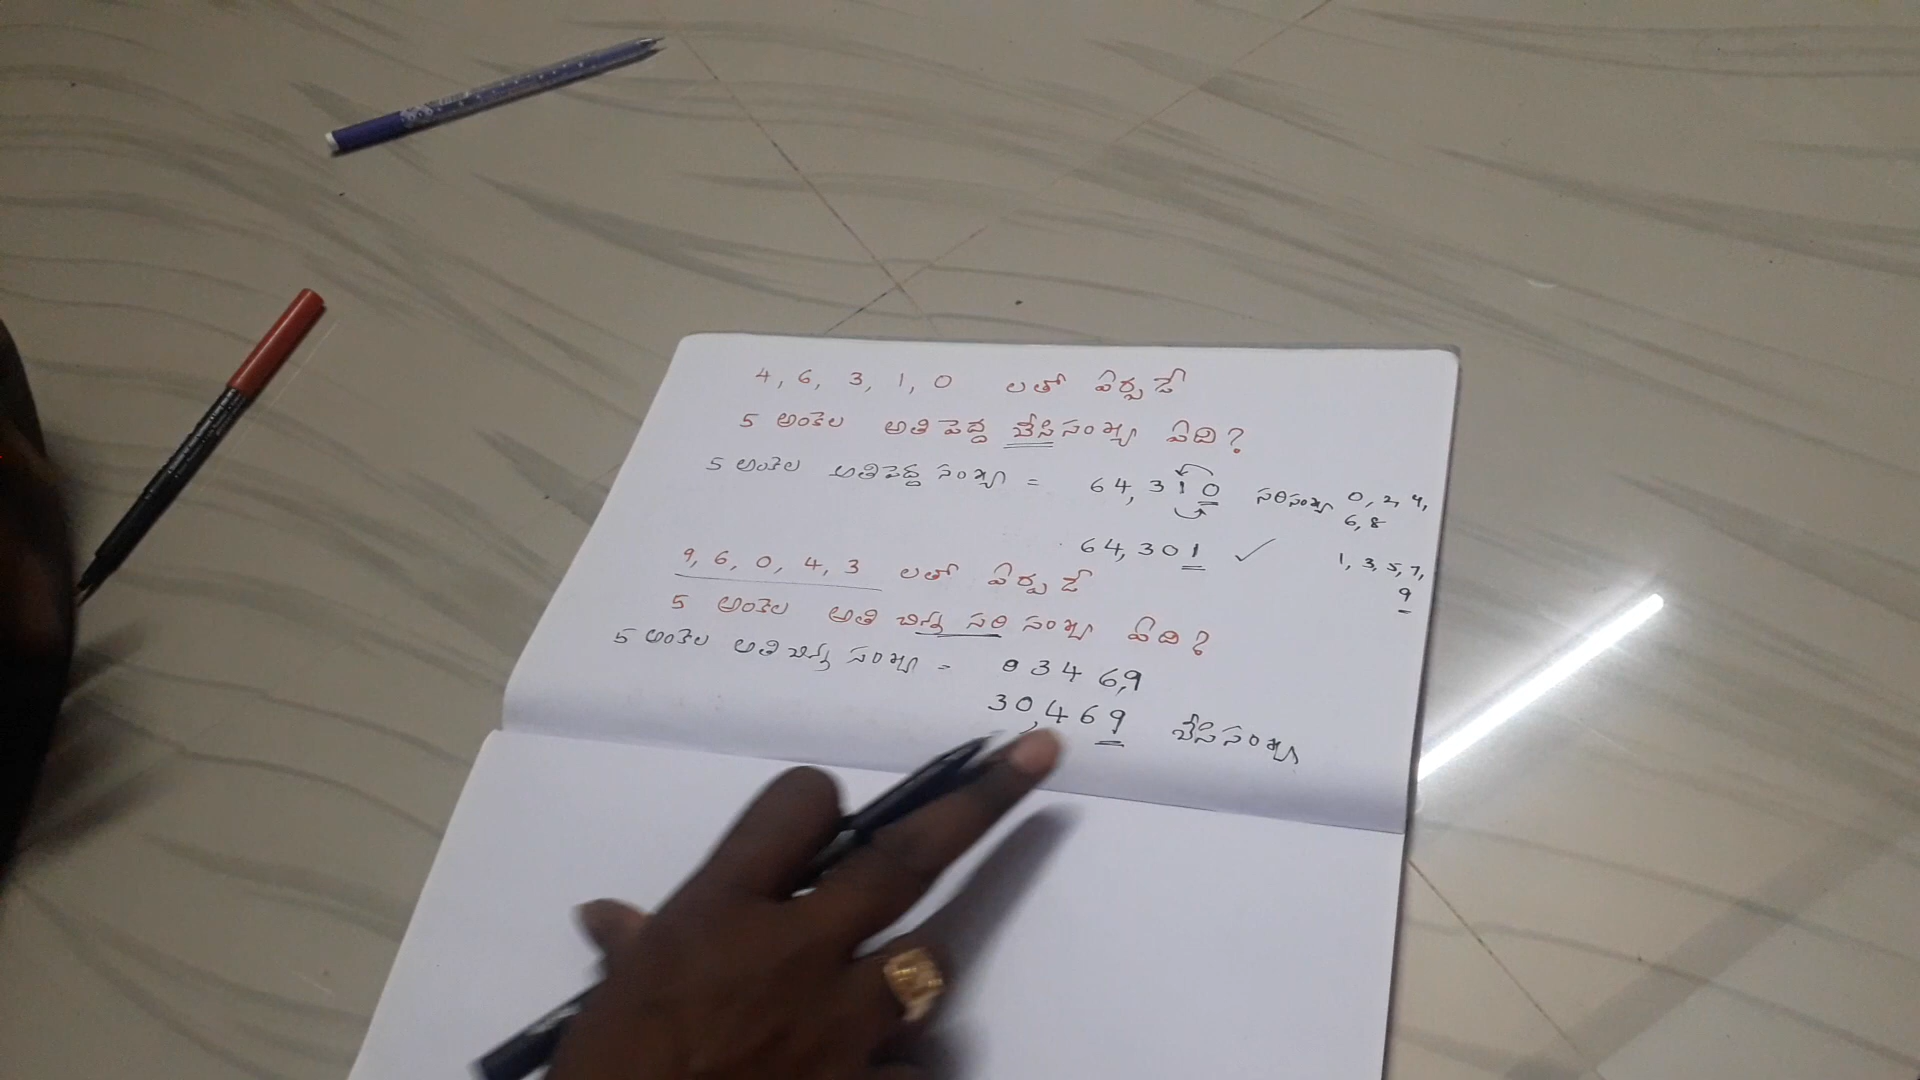 4, 6, 3, 1, 0 లతో ఏర్పడే
5 అంకెల అతి పెద్ద బేసి సంఖ్య ఏది?
5 అంకెల అతి పెద్ద సంఖ్య = 64,310 సరిసంఖ్య 0, 2, 4,
6, 8
64,301 ✓ 1, 3, 5, 7,
9
9, 6, 0, 4, 3 లతో ఏర్పడే
5 అంకెల అతి చిన్న సరి సంఖ్య ఏది?
5 అంకెల అతి చిన్న సంఖ్య = 03469
30,469 బేసి సంఖ్య